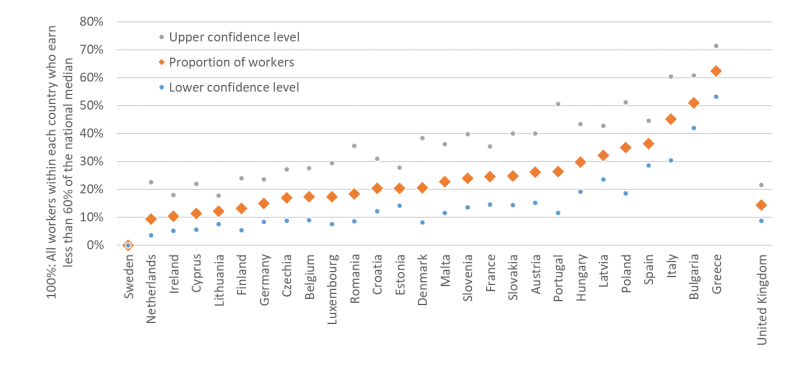 100%: All workers within each country who earn
less than 60% of the national median
80%
70%
60%
50%
40%
30%
20%
10%
0%
Upper confidence level
Proportion of workers
Lower confidence level
Sweden
Netherlands
Ireland
Cyprus
Lithuania
Finland
Germany
Czechia
Belgium
Luxembourg
Romania
Croatia
Estonia
Denmark
Malta
Slovenia
France
Slovakia
Austria
Portugal
Hungary
Latvia
Poland
Spain
Italy
Bulgaria
Greece
United Kingdom